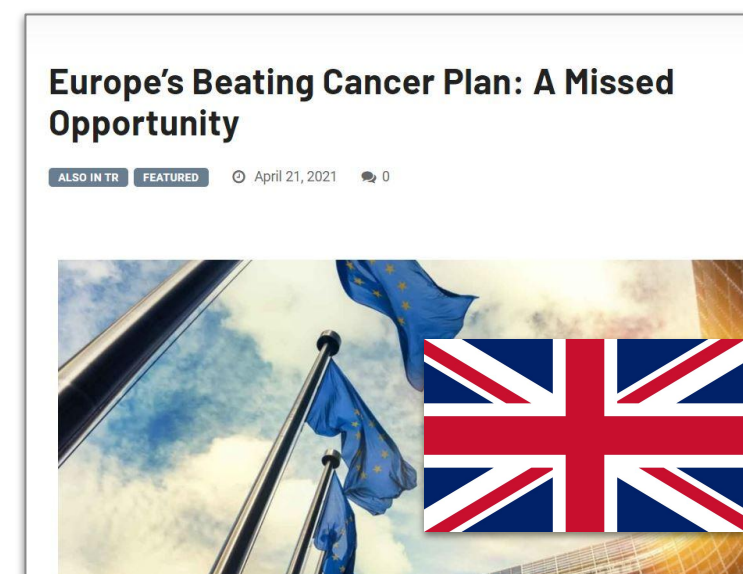 Europe's Beating Cancer Plan: A Missed
Opportunity
ALSO IN TR FEATURED April 21, 2021 0